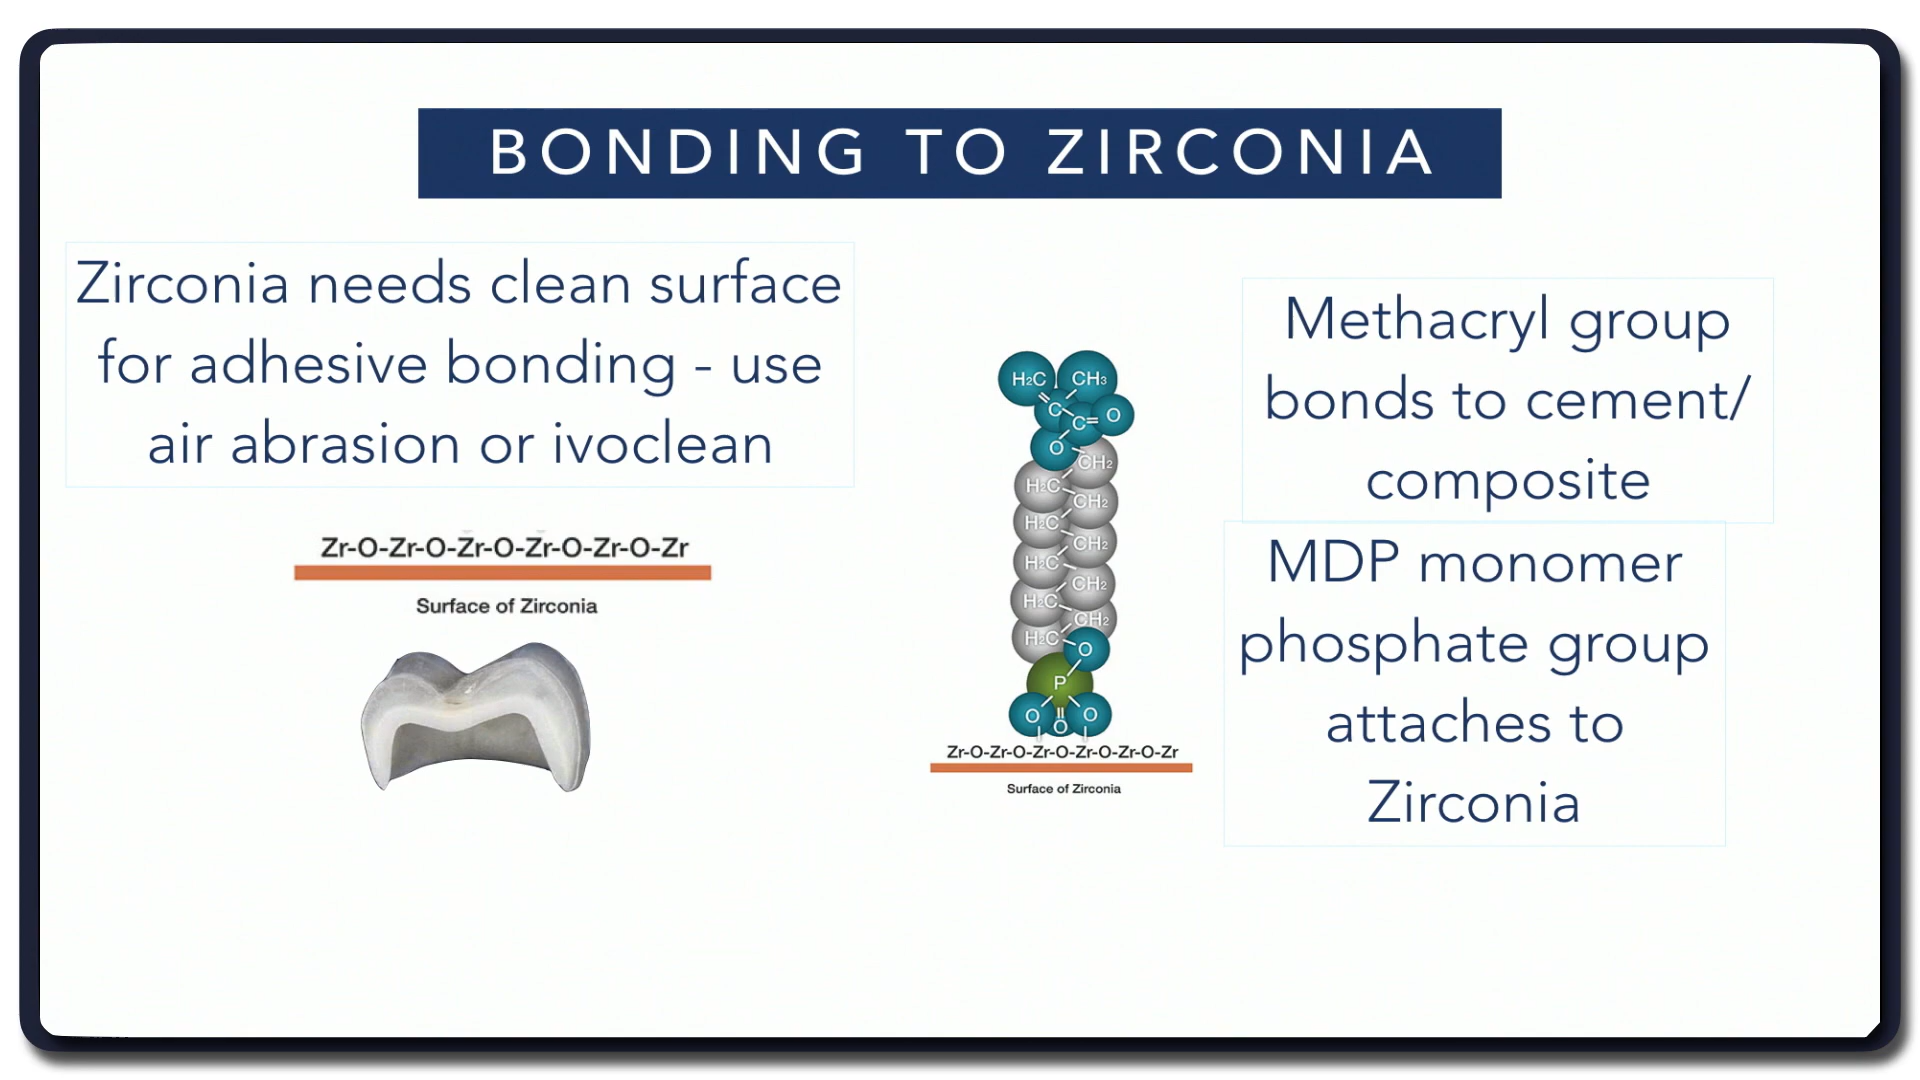 BONDING TO ZIRCONIA
Zirconia needs clean surface
for adhesive bonding - use
air abrasion or ivoclean
Zr-O-Zr-O-Zr-O-Zr-O-Zr-O-Zr
Surface of Zirconia
H₂C CH₃
C
C=O
O
CH₂
H₂C
CH₂
H₂C
CH₂
H₂C
CH₂
H₂C
CH₂
H₂C
O
P
O O O
Zr-O-Zr-O-Zr-O-Zr-O-Zr-O-Zr
Surface of Zirconia
Methacryl group
bonds to cement/
composite
MDP monomer
phosphate group
attaches to
Zirconia